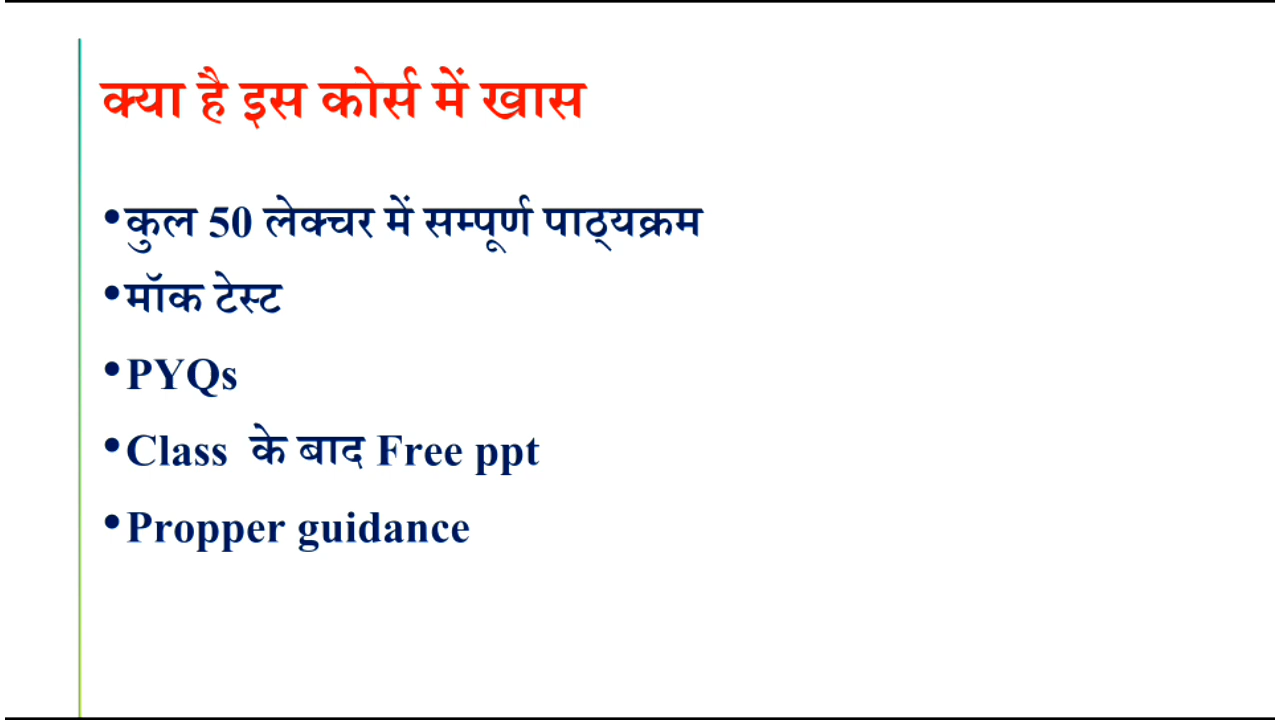 क्या है इस कोर्स में खास
•कुल 50 लेक्चर में सम्पूर्ण पाठ्यक्रम
•मॉक टेस्ट
•PYQs
•Class के बाद Free ppt
•Propper guidance